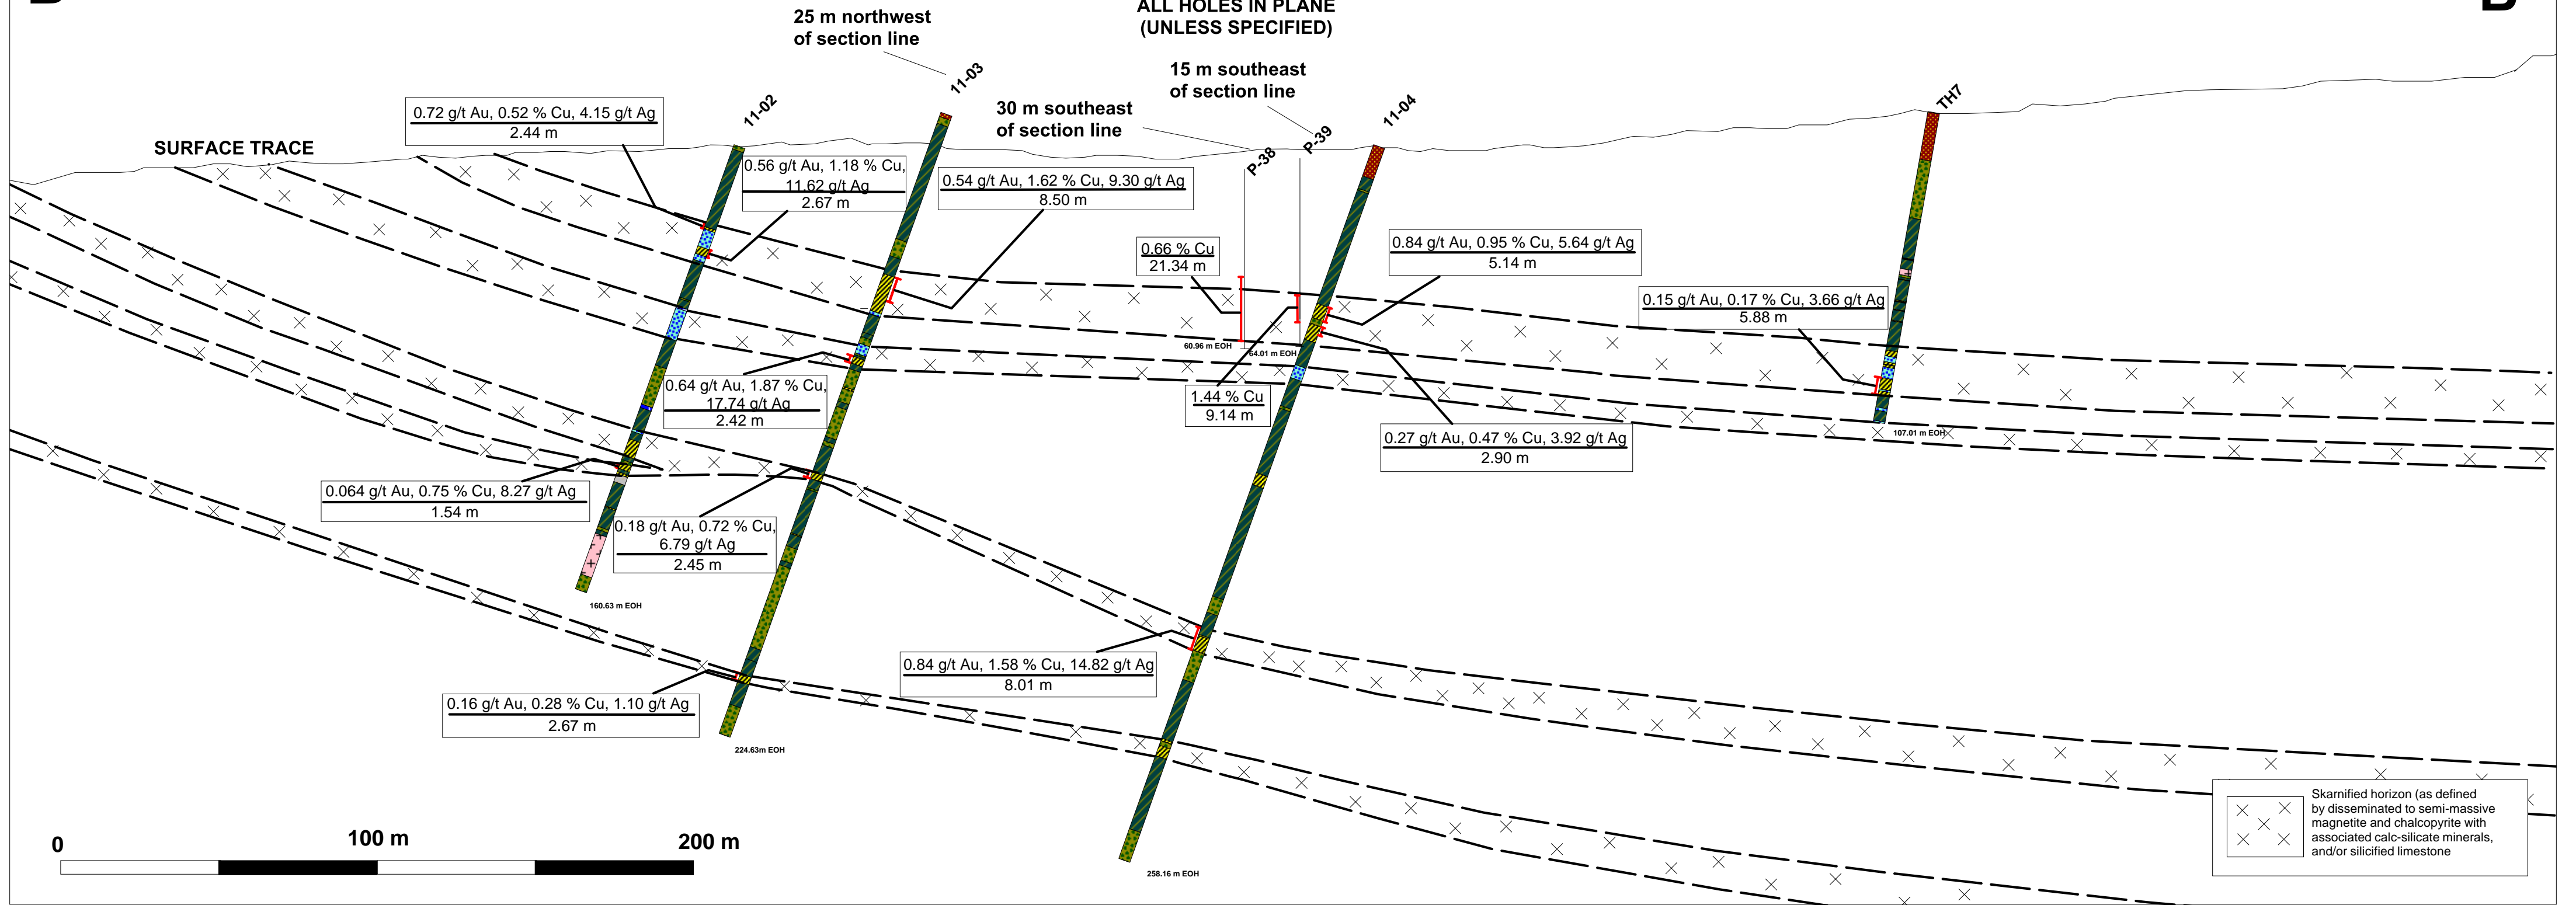 ALL HOLES IN PLANE
(UNLESS SPECIFIED)
25 m northwest
of section line
15 m southeast
of section line
30 m southeast
of section line
11-02
11-03
P-38
P-39
11-04
TH7
SURFACE TRACE
0.72 g/t Au, 0.52 % Cu, 4.15 g/t Ag
2.44 m
0.56 g/t Au, 1.18 % Cu,
11.62 g/t Ag
2.67 m
0.54 g/t Au, 1.62 % Cu, 9.30 g/t Ag
8.50 m
0.66 % Cu
21.34 m
0.84 g/t Au, 0.95 % Cu, 5.64 g/t Ag
5.14 m
0.15 g/t Au, 0.17 % Cu, 3.66 g/t Ag
5.88 m
60.96 m EOH
64.01 m EOH
0.64 g/t Au, 1.87 % Cu,
17.74 g/t Ag
2.42 m
1.44 % Cu
9.14 m
0.27 g/t Au, 0.47 % Cu, 3.92 g/t Ag
2.90 m
107.01 m EOH
0.064 g/t Au, 0.75 % Cu, 8.27 g/t Ag
1.54 m
0.18 g/t Au, 0.72 % Cu,
6.79 g/t Ag
2.45 m
160.63 m EOH
0.84 g/t Au, 1.58 % Cu, 14.82 g/t Ag
8.01 m
0.16 g/t Au, 0.28 % Cu, 1.10 g/t Ag
2.67 m
224.63m EOH
258.16 m EOH
0
100 m
200 m
Skarnified horizon (as defined
by disseminated to semi-massive
magnetite and chalcopyrite with
associated calc-silicate minerals,
and/or silicified limestone